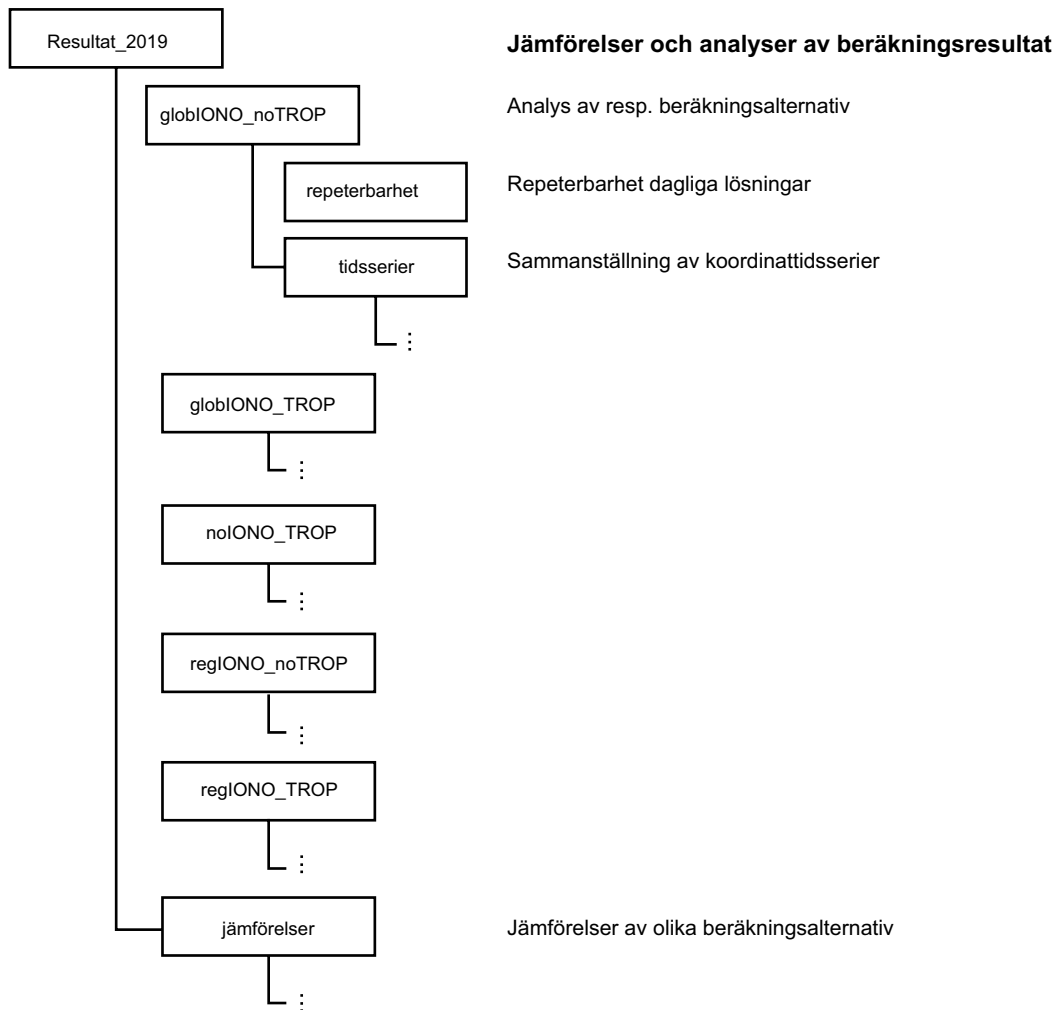 Resultat_2019
Jämförelser och analyser av beräkningsresultat
globIONO_noTROP
Analys av resp. beräkningsalternativ
repeterbarhet
Repeterbarhet dagliga lösningar
tidsserier
Sammanställning av koordinattidsserier
globIONO_TROP
noIONO_TROP
regIONO_noTROP
regIONO_TROP
jämförelser
Jämförelser av olika beräkningsalternativ